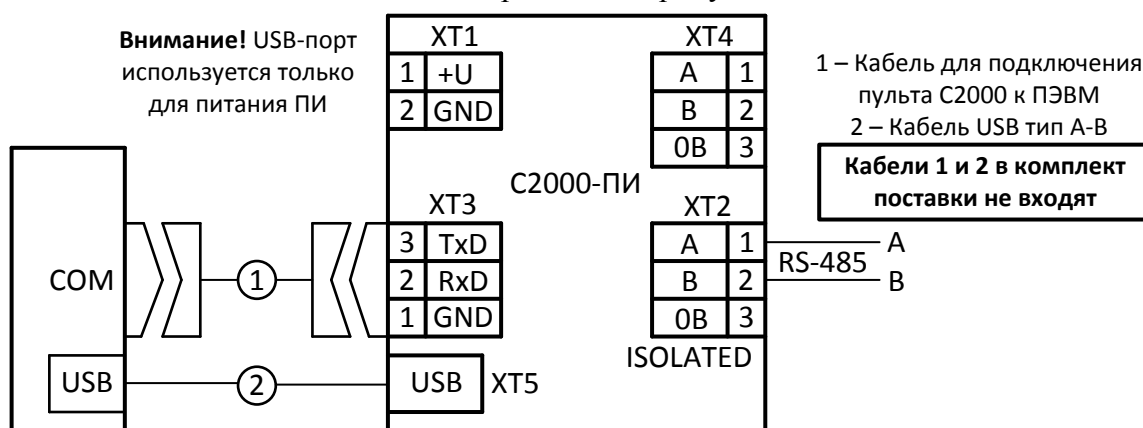 Внимание! USB-порт
используется только
для питания ПИ
XT1
1 +U
2 GND
XT4
A 1
B 2
0B 3
1 – Кабель для подключения
пульта С2000 к ПЭВМ
2 – Кабель USB тип А-В
Кабели 1 и 2 в комплект
поставки не входят
С2000-ПИ
COM
1
XT3
3 TxD
2 RxD
1 GND
XT2
A 1
B 2
0B 3
RS-485
A
B
ISOLATED
USB
2
USB
XT5